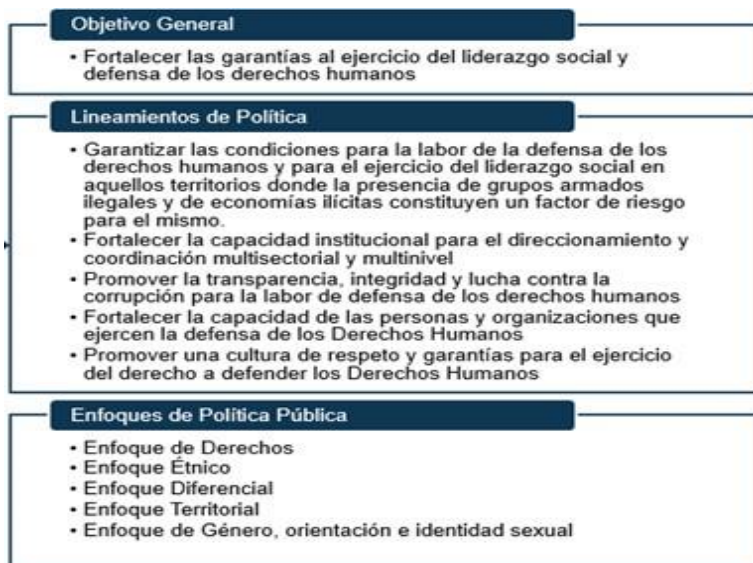 Objetivo General
• Fortalecer las garantías al ejercicio del liderazgo social y
defensa de los derechos humanos
Lineamientos de Política
• Garantizar las condiciones para la labor de la defensa de los
derechos humanos y para el ejercicio del liderazgo social en
aquellos territorios donde la presencia de grupos armados
ilegales y de economías ilícitas constituyen un factor de riesgo
para el mismo.
• Fortalecer la capacidad institucional para el direccionamiento y
coordinación multisectorial y multinivel
• Promover la transparencia, integridad y lucha contra la
corrupción para la labor de defensa de los derechos humanos
• Fortalecer la capacidad de las personas y organizaciones que
ejercen la defensa de los Derechos Humanos
• Promover una cultura de respeto y garantías para el ejercicio
del derecho a defender los Derechos Humanos
Enfoques de Política Pública
• Enfoque de Derechos
• Enfoque Étnico
• Enfoque Diferencial
• Enfoque Territorial
• Enfoque de Género, orientación e identidad sexual